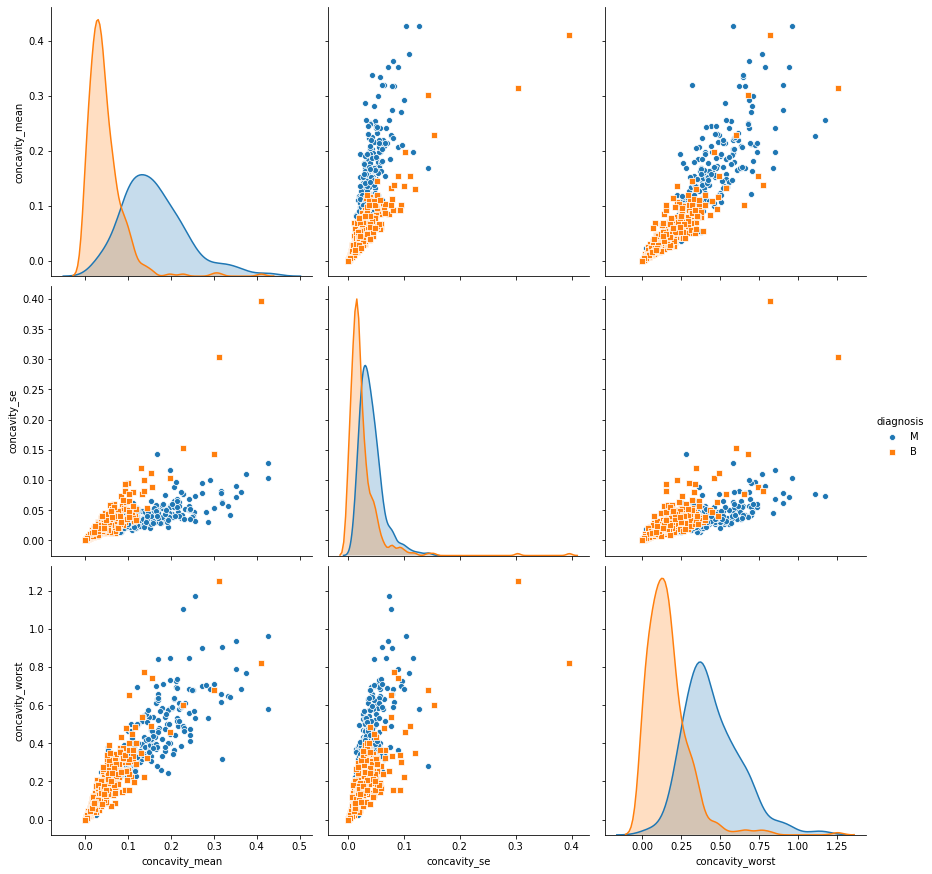 concavity_mean
0.4
0.3
0.2
0.1
0.0
concavity_se
0.40
0.35
0.30
0.25
0.20
0.15
0.10
0.05
0.00
diagnosis
M
B
concavity_worst
1.2
1.0
0.8
0.6
0.4
0.2
0.0
0.0 0.1 0.2 0.3 0.4 0.5 0.0 0.1 0.2 0.3 0.4 0.00 0.25 0.50 0.75 1.00 1.25
concavity_mean concavity_se concavity_worst